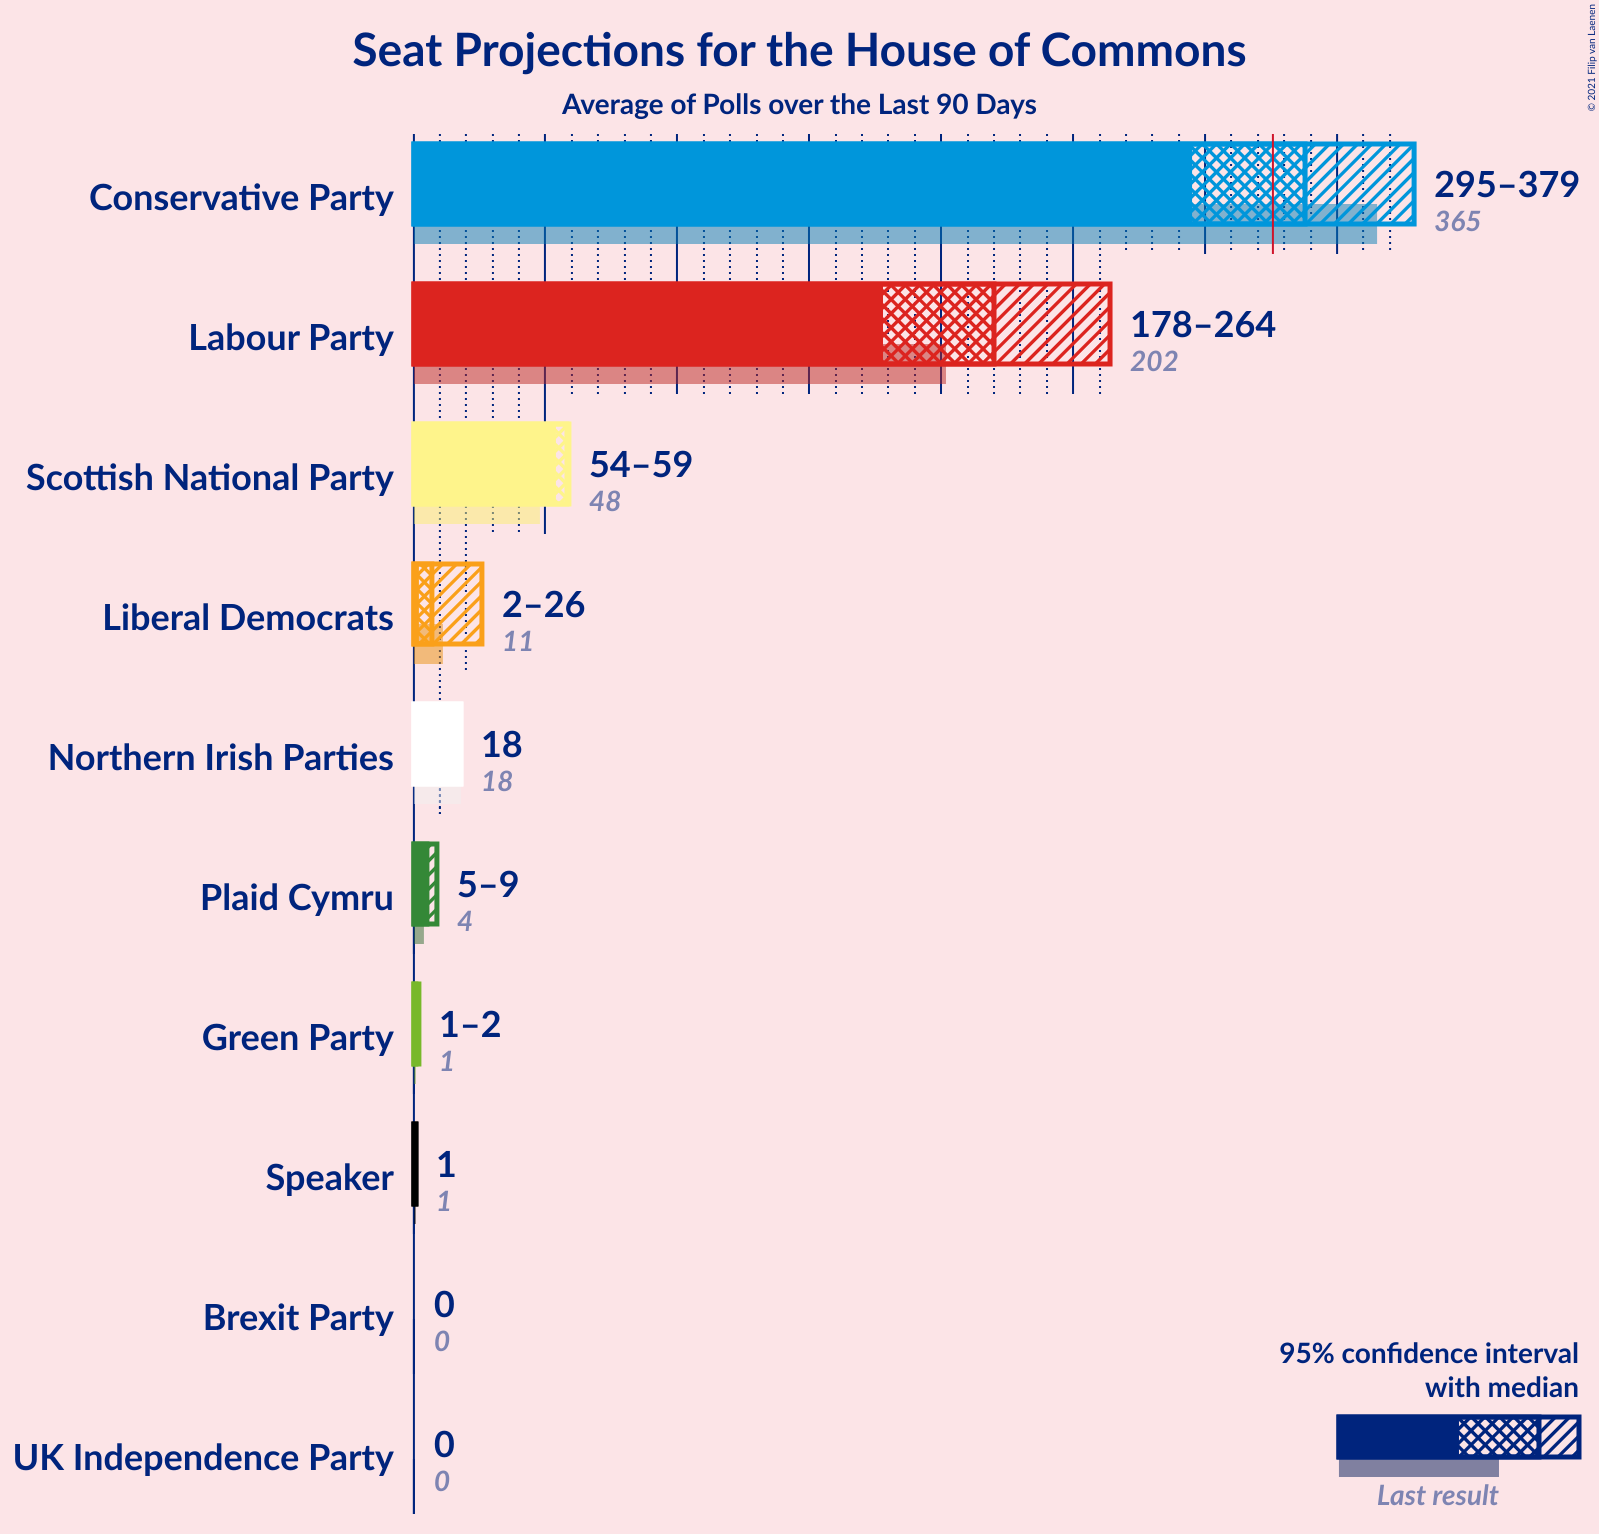 Seat Projections for the House of Commons
Average of Polls over the Last 90 Days
© 2021 Filip van Laenen
Conservative Party
295–379
365
Labour Party
178–264
202
Scottish National Party
54–59
48
Liberal Democrats
2–26
11
Northern Irish Parties
18
18
Plaid Cymru
5–9
4
Green Party
1–2
1
Speaker
1
1
Brexit Party
0
0
UK Independence Party
0
0
95% confidence interval
with median
Last result